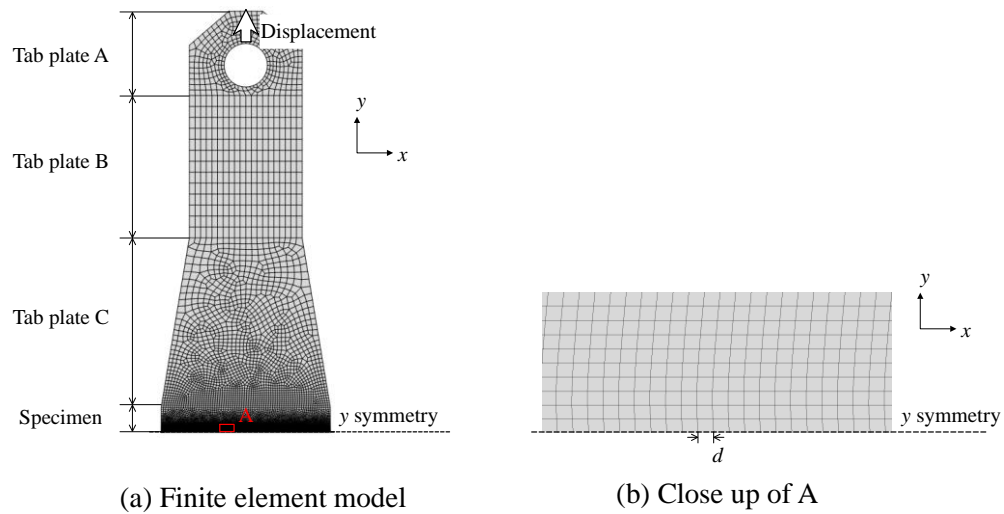 Displacement
Tab plate A
y
x
Tab plate B
Tab plate C
Specimen
A
y symmetry
y
x
y symmetry
d
(a) Finite element model
(b) Close up of A